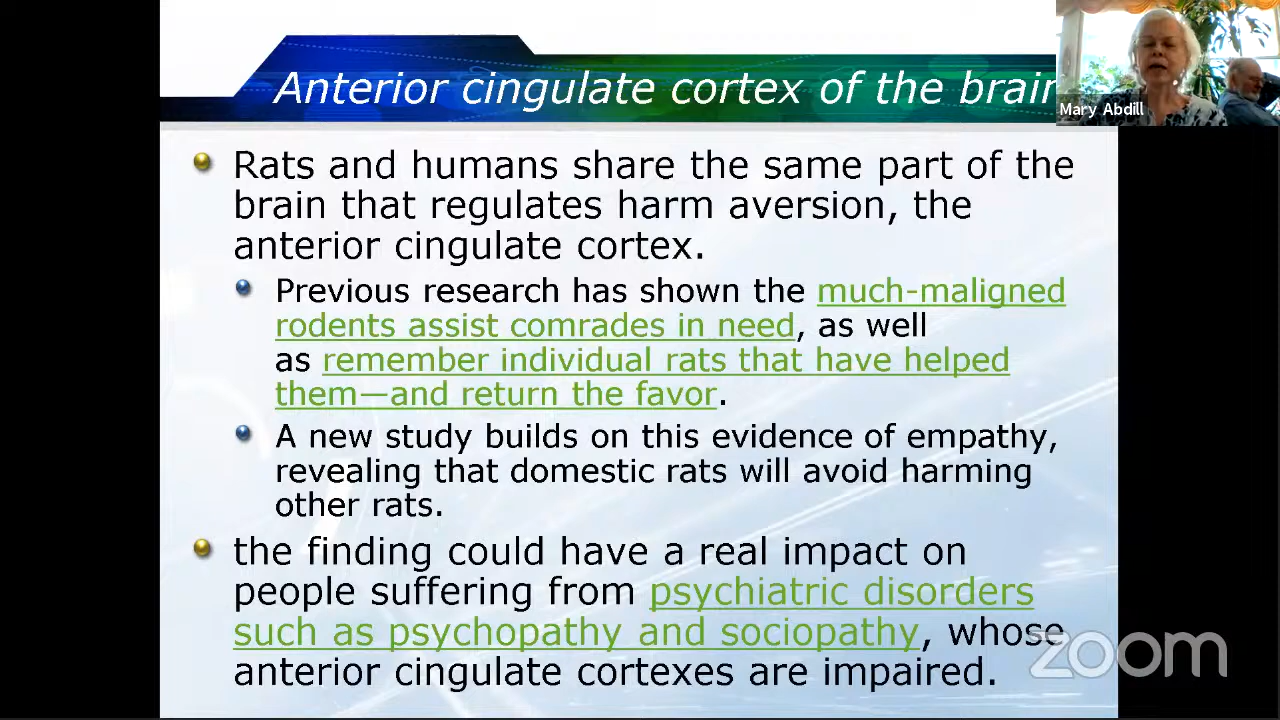 Anterior cingulate cortex of the brain
Mary Abdill
Rats and humans share the same part of the
brain that regulates harm aversion, the
anterior cingulate cortex.
Previous research has shown the much-maligned
rodents assist comrades in need, as well
as remember individual rats that have helped
them—and return the favor.
A new study builds on this evidence of empathy,
revealing that domestic rats will avoid harming
other rats.
the finding could have a real impact on
people suffering from psychiatric disorders
such as psychopathy and sociopathy, whose
anterior cingulate cortexes are impaired.
zoom